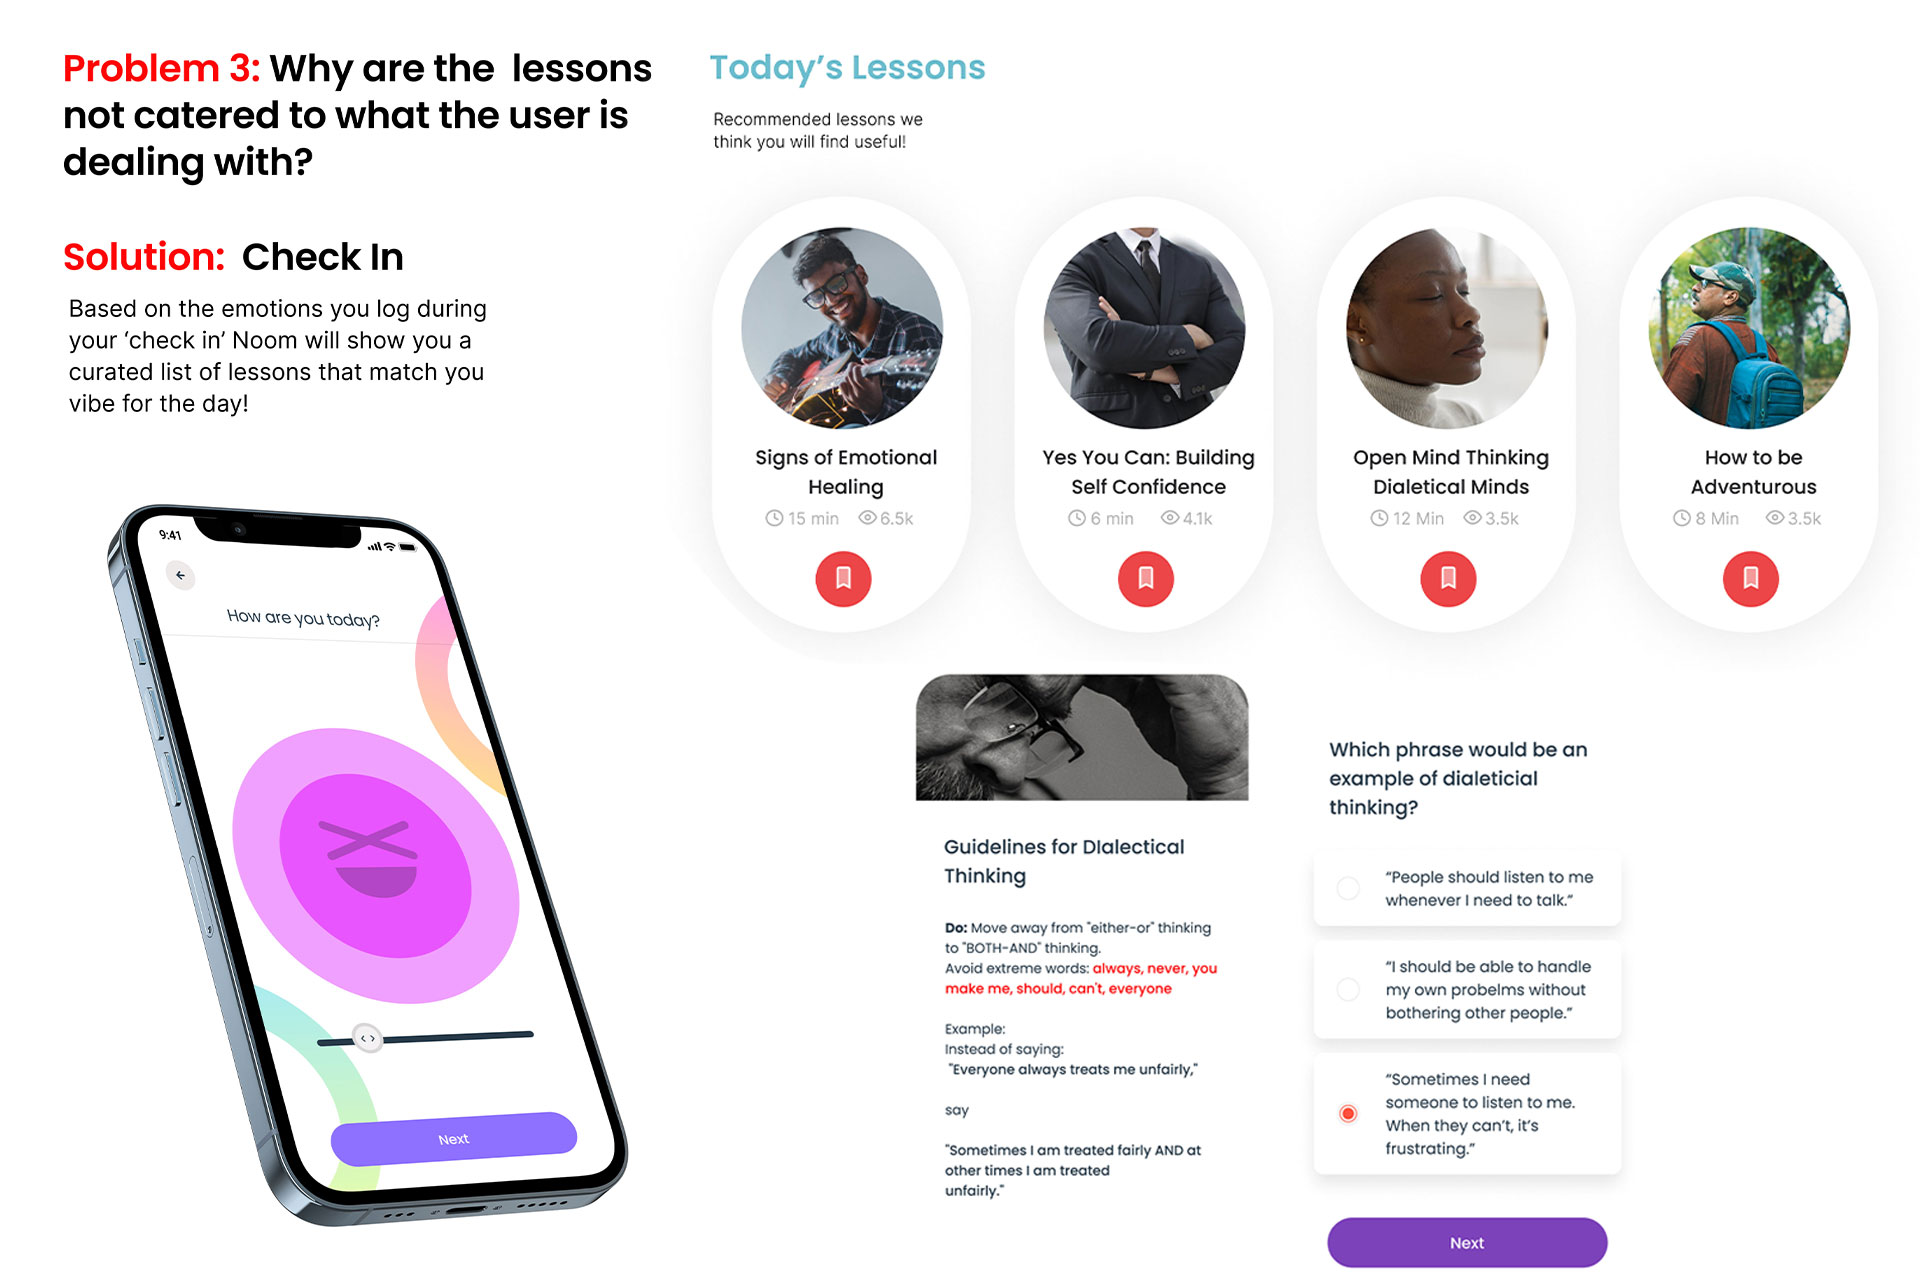 Problem 3: Why are the lessons
not catered to what the user is
dealing with?
Solution: Check In
Based on the emotions you log during
your ‘check in’ Noom will show you a
curated list of lessons that match you
vibe for the day!
9:41
How are you today?
Next
Today’s Lessons
Recommended lessons we
think you will find useful!
Signs of Emotional
Healing
15 min 6.5k
Yes You Can: Building
Self Confidence
6 min 4.1k
Open Mind Thinking
Dialetical Minds
12 Min 3.5k
How to be
Adventurous
8 Min 3.5k
Guidelines for DIalectical
Thinking
Do: Move away from "either-or" thinking
to "BOTH-AND" thinking.
Avoid extreme words: always, never, you
make me, should, can't, everyone
Example:
Instead of saying:
"Everyone always treats me unfairly,"
say
"Sometimes I am treated fairly AND at
other times I am treated
unfairly."
Which phrase would be an
example of dialeticial
thinking?
“People should listen to me
whenever I need to talk.”
“I should be able to handle
my own probelms without
bothering other people.”
“Sometimes I need
someone to listen to me.
When they can’t, it’s
frustrating.”
Next